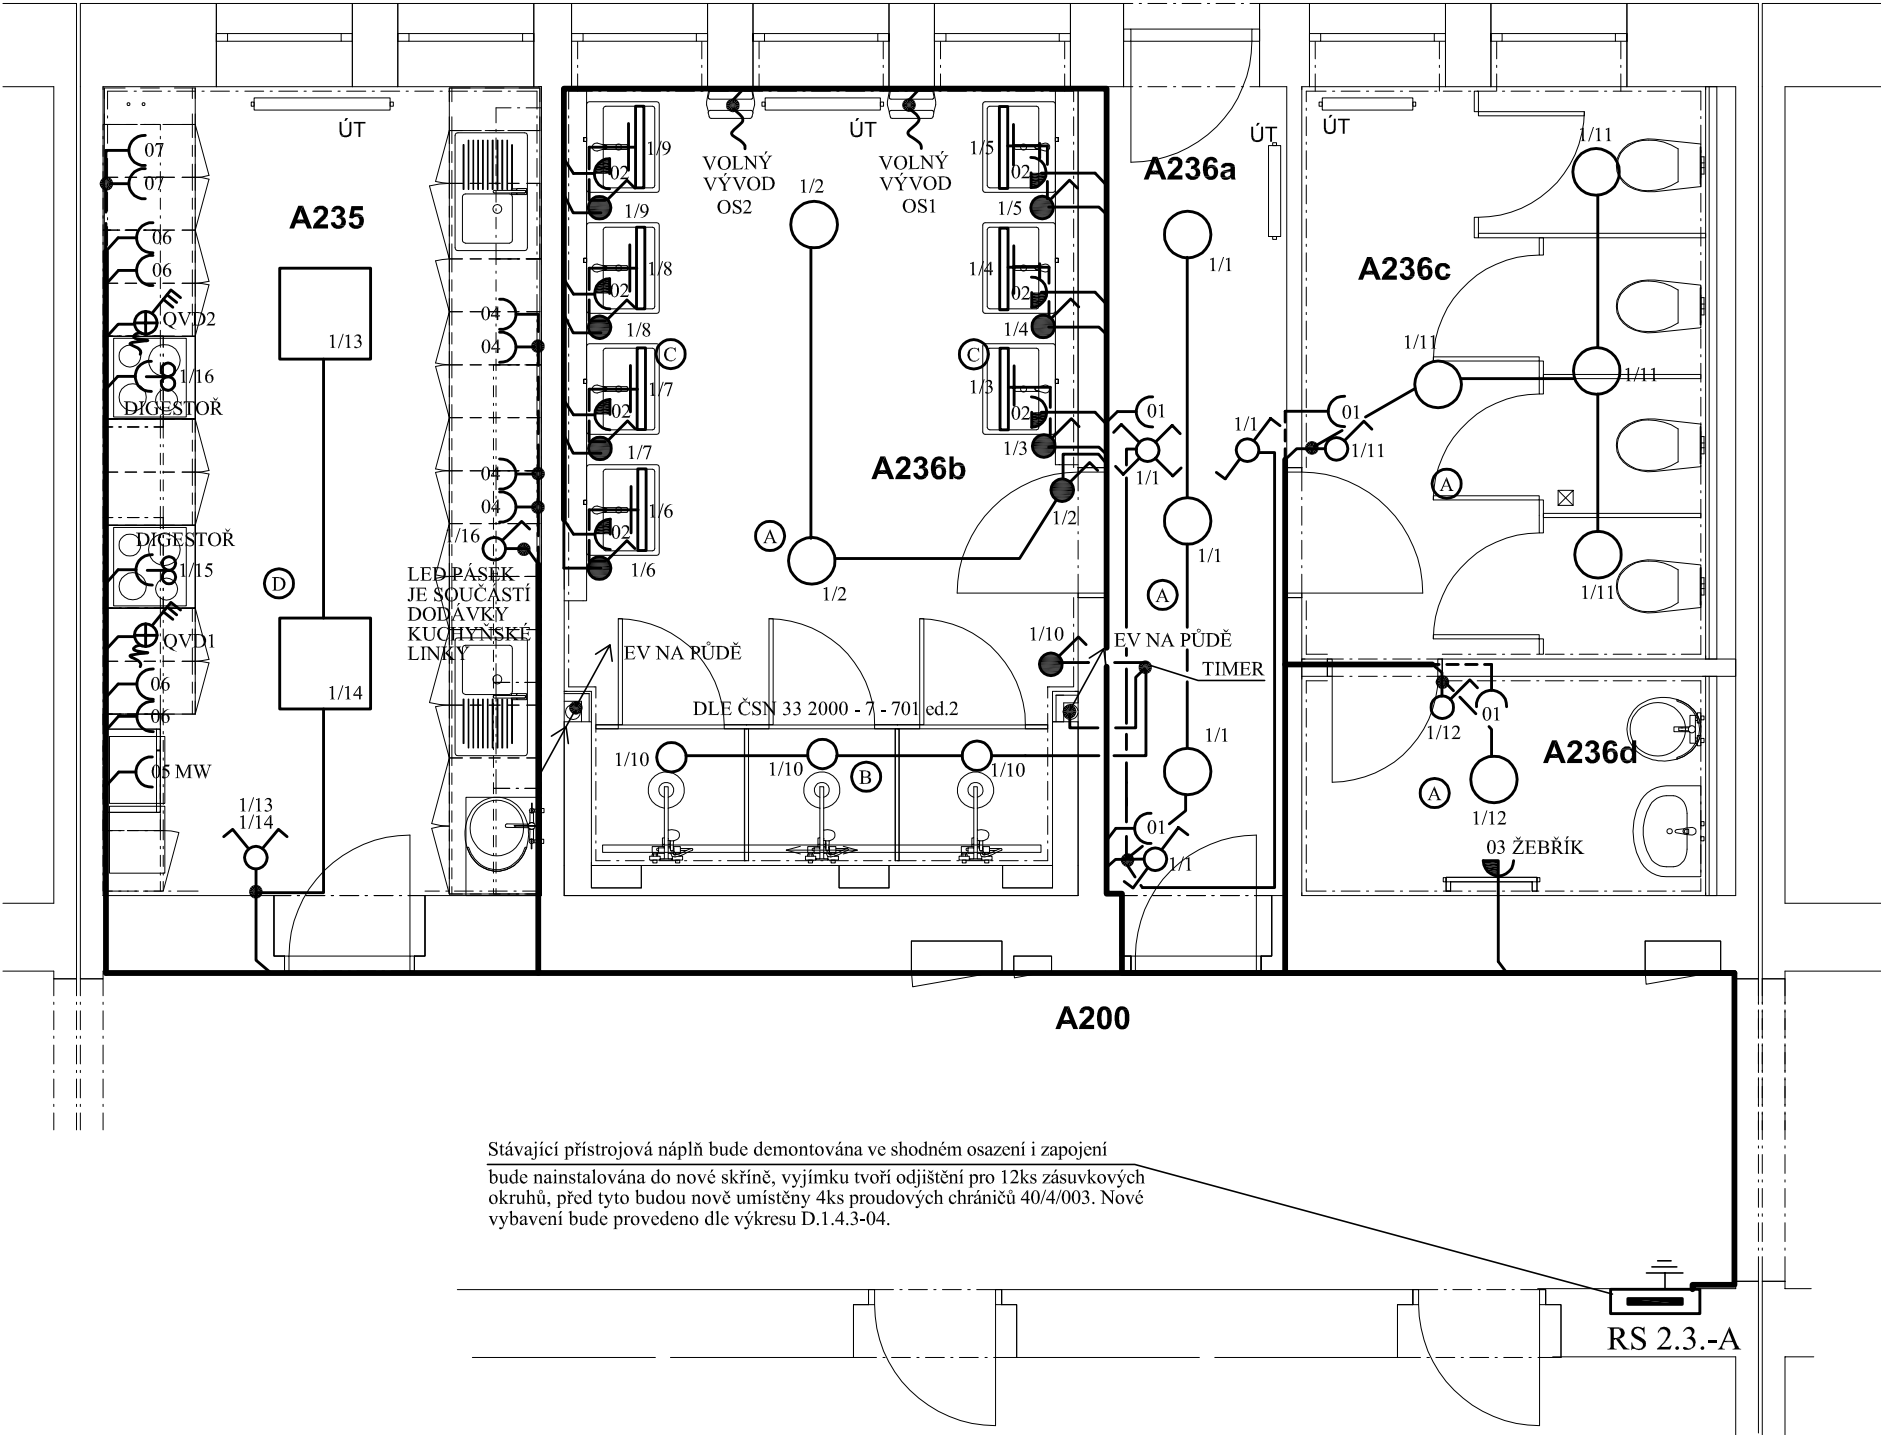 ÚT
ÚT
ÚT
ÚT
A235
A236a
A236b
A236c
A236d
A200
07
07
06
06
QVD2
1/16
DIGESTOŘ
DIGESTOŘ
1/15
QVD1
06
06
05 MW
1/13
1/14
D
1/13
1/14
04
04
04
04
1/16
LED PÁSEK
JE SOUČÁSTÍ
DODÁVKY
KUCHYŇSKÉ
LINKY
VOLNÝ
VÝVOD
OS2
VOLNÝ
VÝVOD
OS1
1/9
02
1/9
1/8
02
1/8
C
1/7
02
1/7
1/6
02
1/6
1/2
A
1/2
1/5
02
1/5
1/4
02
1/4
C
1/3
02
1/3
1/2
EV NA PŮDĚ
1/10
EV NA PŮDĚ
TIMER
DLE ČSN 33 2000 - 7 - 701 ed.2
1/10
1/10
B
1/10
1/1
01
1/1
1/1
1/1
A
1/1
01
1/1
1/11
1/11
1/11
01
1/11
A
1/11
01
1/12
A
1/12
03 ŽEBŘÍK
Stávající přístrojová náplň bude demontována ve shodném osazení i zapojení
bude nainstalována do nové skříně, vyjímku tvoří odjištění pro 12ks zásuvkových
okruhů, před tyto budou nově umístěny 4ks proudových chráničů 40/4/003. Nové
vybavení bude provedeno dle výkresu D.1.4.3-04.
RS 2.3.-A